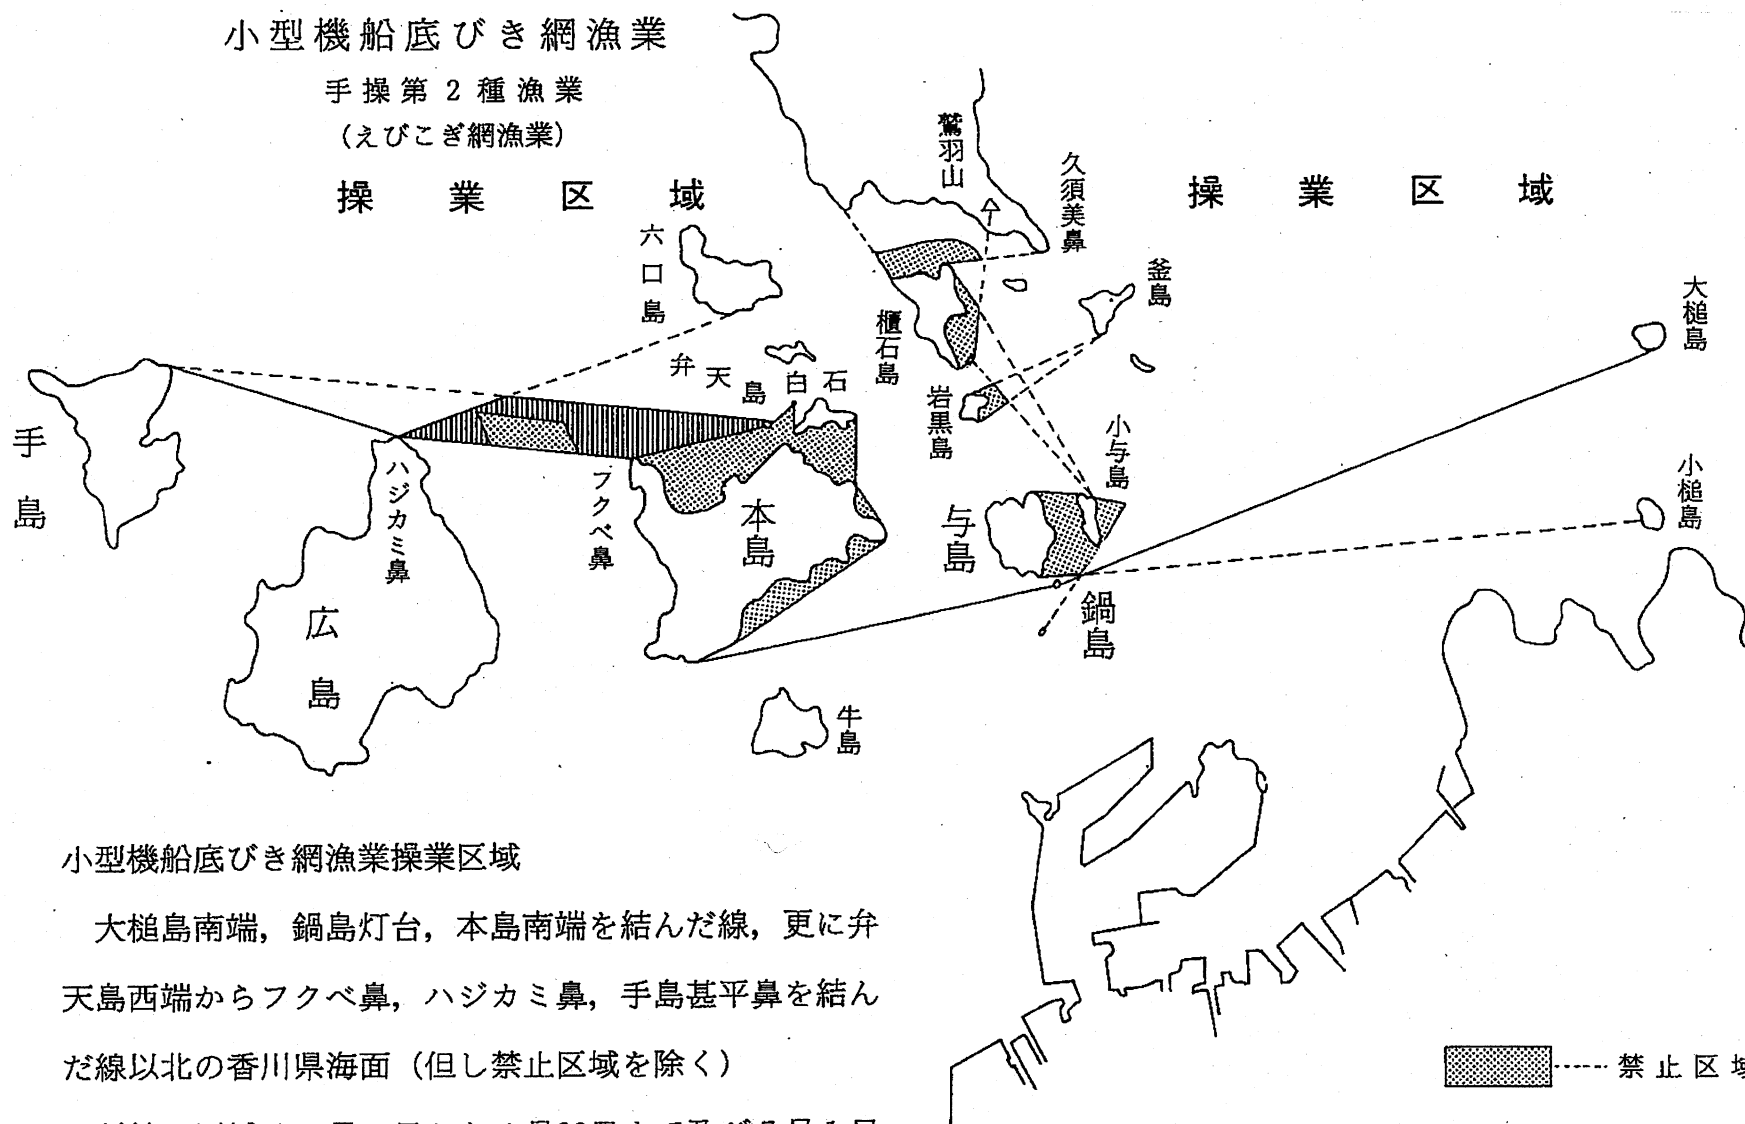 小型機船底びき網漁業
手操第2種漁業
(えびこぎ網漁業)
操業区域
操業区域
鷲羽山
久須美鼻
六口島
釜島
大槌島
櫃石島
弁天島
白石
岩黒島
小与島
手島
ハジカミ鼻
フクベ鼻
本島
与島
小槌島
鍋島
広島
牛島
小型機船底びき網漁業操業区域
大槌島南端,鍋島灯台,本島南端を結んだ線,更に弁
天島西端からフクベ鼻,ハジカミ鼻,手島甚平鼻を結ん
だ線以北の香川県海面(但し禁止区域を除く)
禁止区域